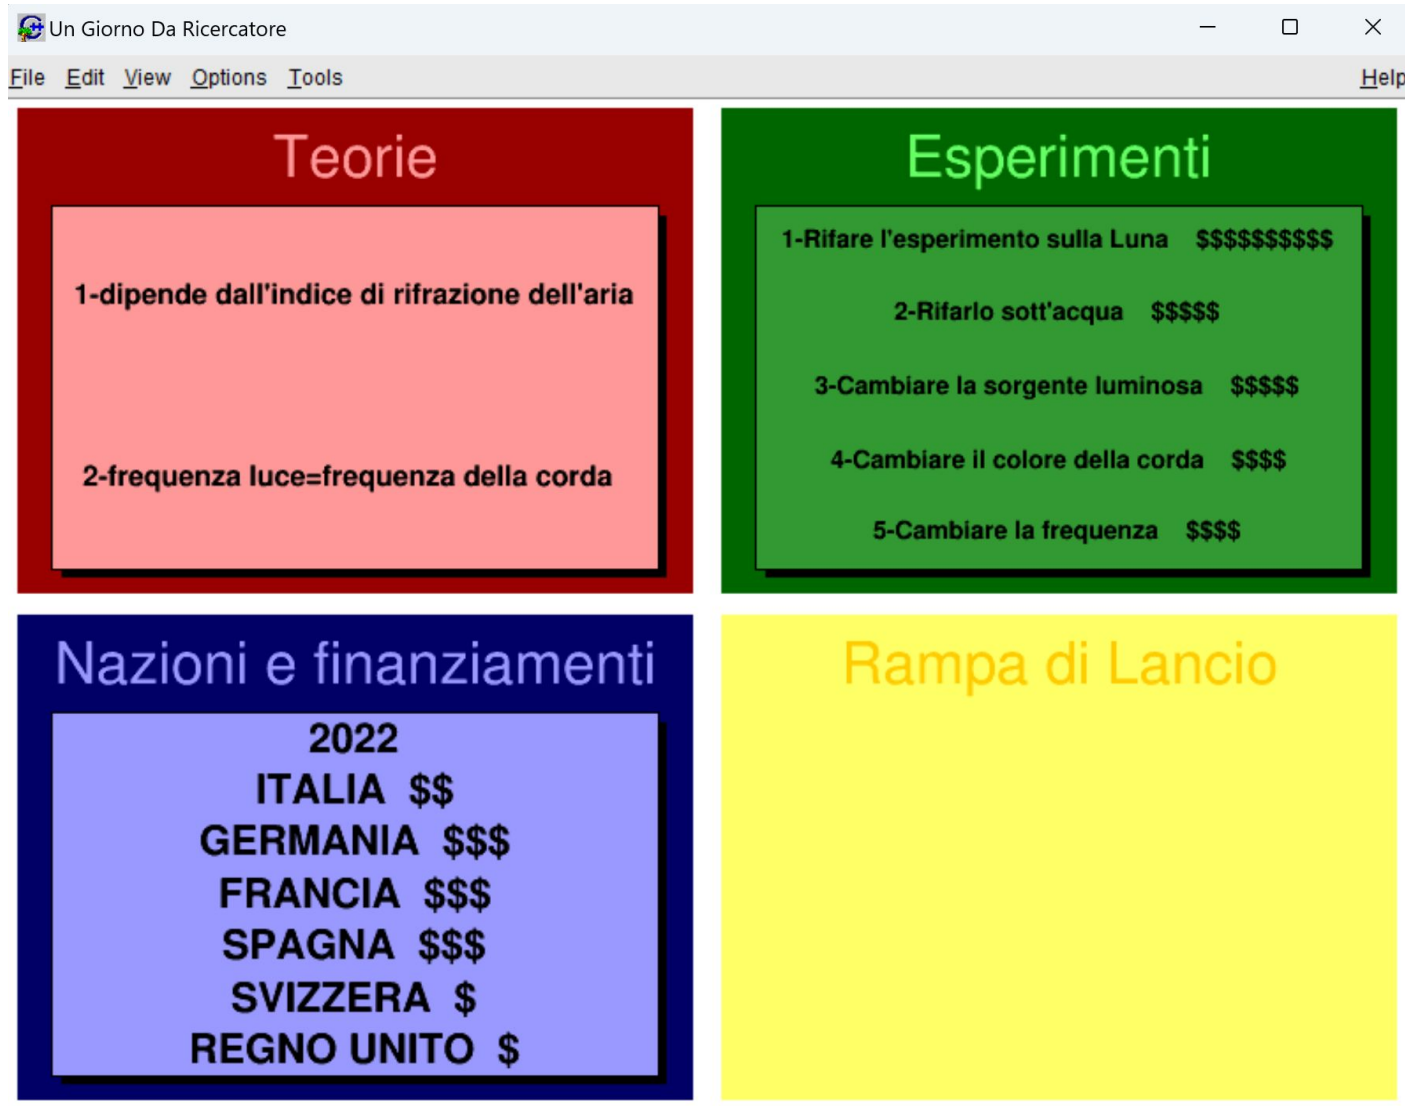 Un Giorno Da Ricercatore
File Edit View Options Tools Help
Teorie
1-dipende dall'indice di rifrazione dell'aria
2-frequenza luce=frequenza della corda
Esperimenti
1-Rifare l'esperimento sulla Luna $$$$$$$$$$
2-Rifarlo sott'acqua $$$$$
3-Cambiare la sorgente luminosa $$$$$
4-Cambiare il colore della corda $$$$
5-Cambiare la frequenza $$$$
Nazioni e finanziamenti
2022
ITALIA $$
GERMANIA $$$
FRANCIA $$$
SPAGNA $$$
SVIZZERA $
REGNO UNITO $
Rampa di Lancio